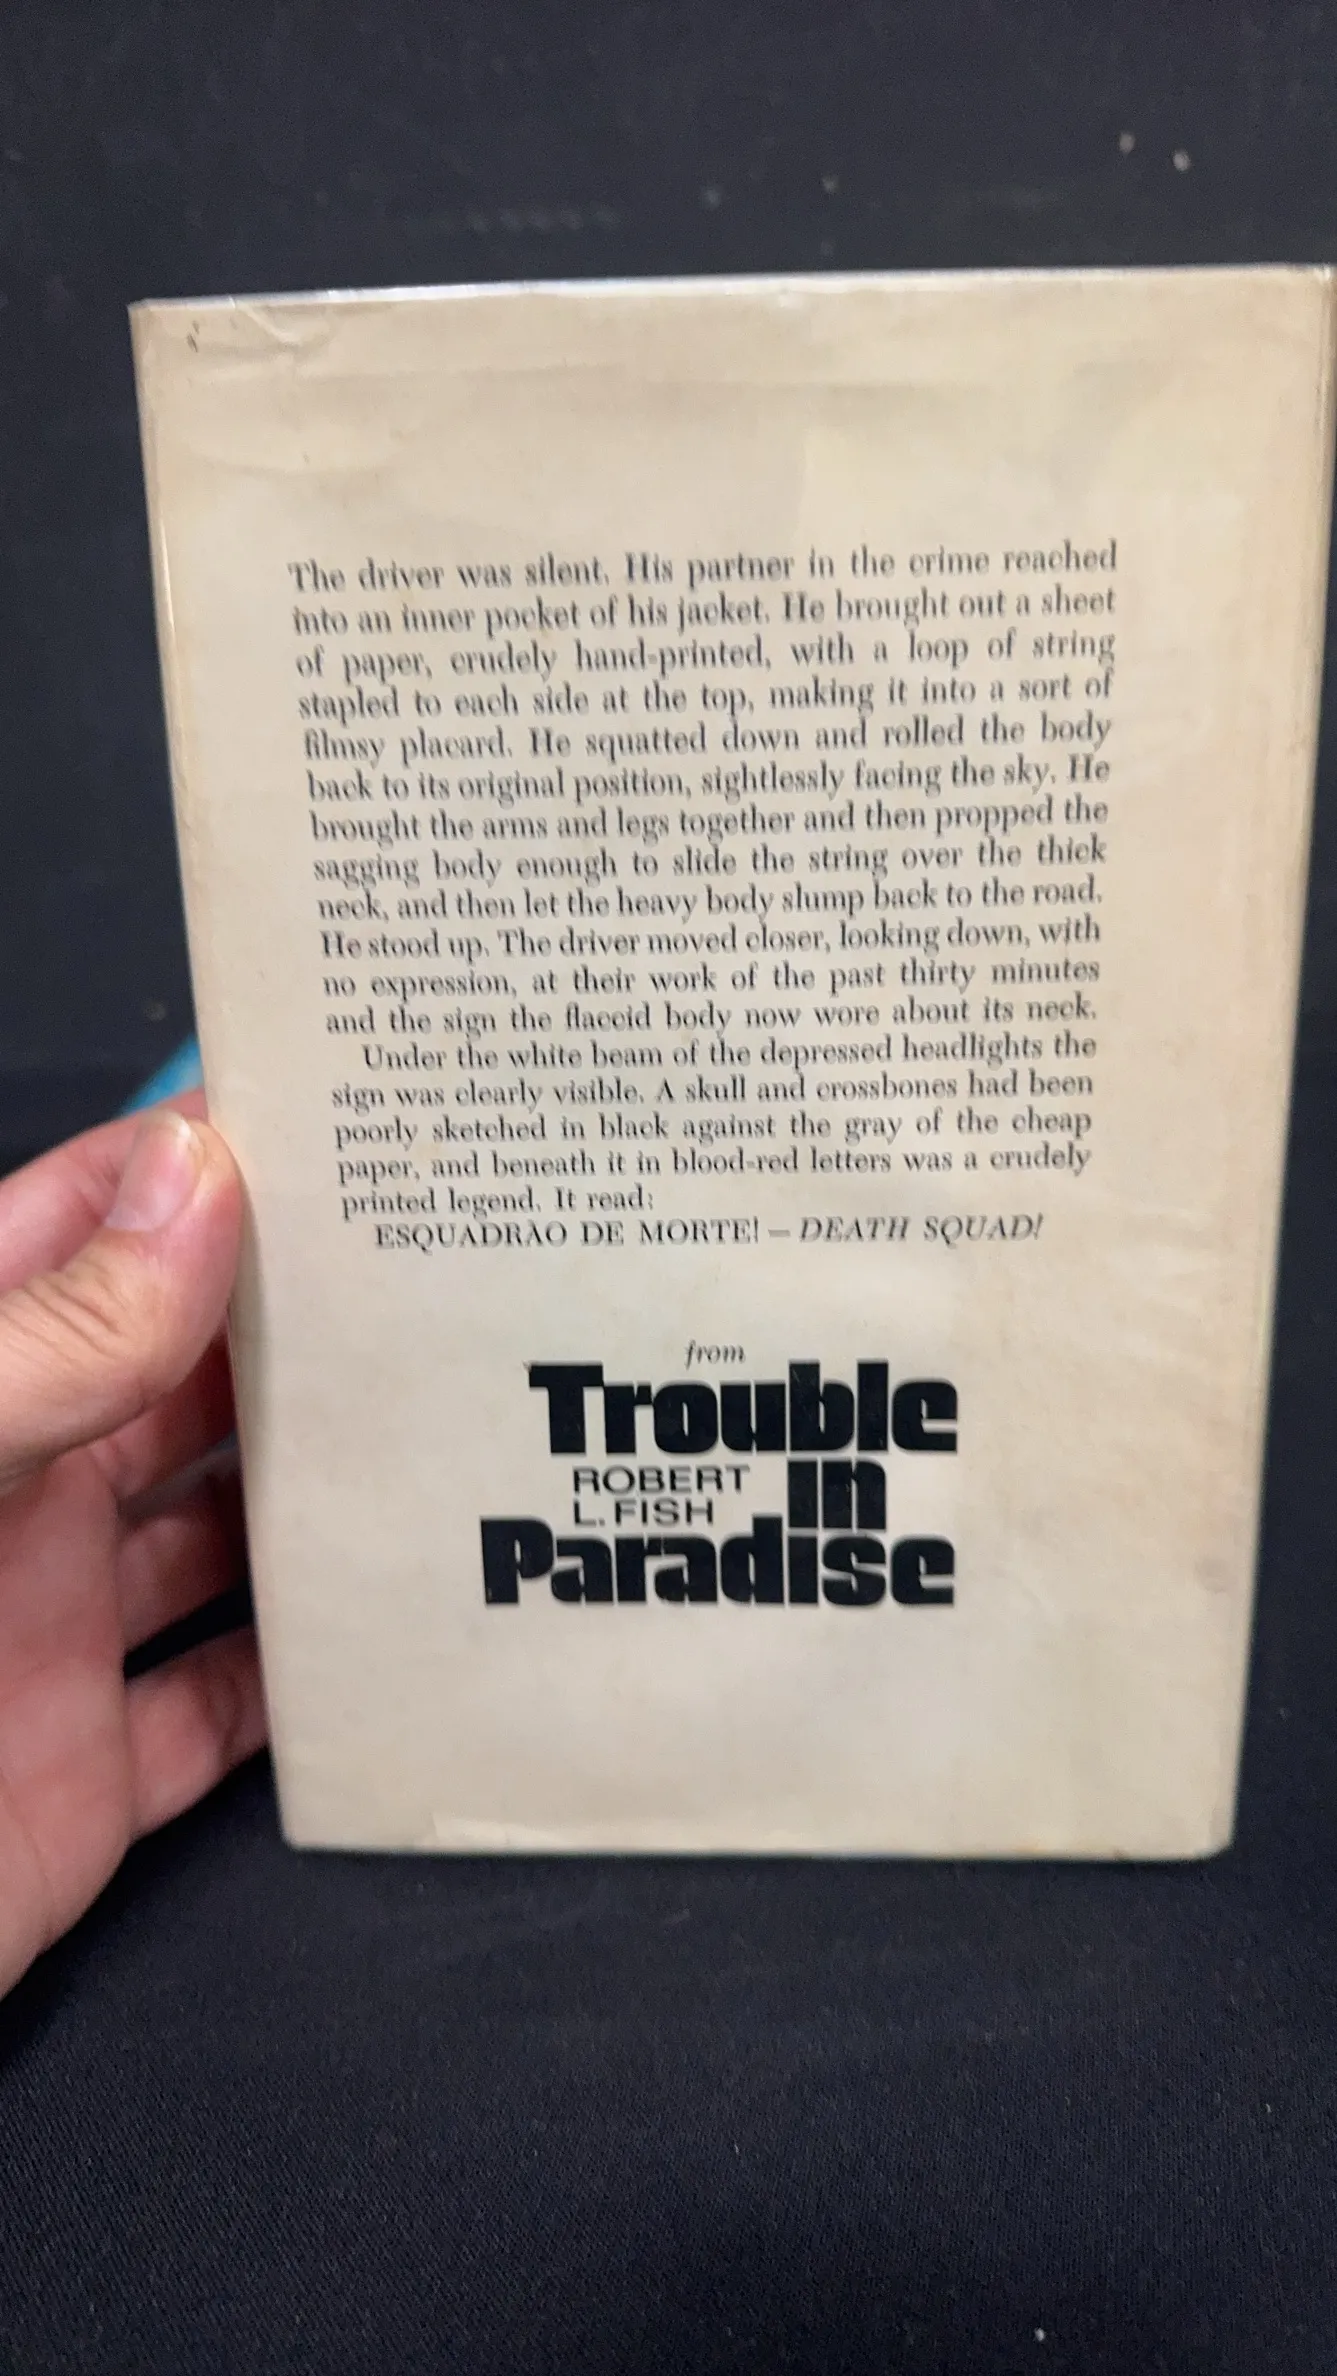 The driver was silent. His partner in the crime reached
into an inner pocket of his jacket. He brought out a sheet
of paper, crudely hand-printed, with a loop of string
stapled to each side at the top, making it into a sort of
flimsy placard. He squatted down and rolled the body
back to its original position, sightlessly facing the sky. He
brought the arms and legs together and then propped the
sagging body enough to slide the string over the thick
neck, and then let the heavy body slump back to the road.
He stood up. The driver moved closer, looking down, with
no expression, at their work of the past thirty minutes
and the sign the flaccid body now wore about its neck.
Under the white beam of the depressed headlights the
sign was clearly visible. A skull and crossbones had been
poorly sketched in black against the gray of the cheap
paper, and beneath it in blood-red letters was a crudely
printed legend. It read:
ESQUADRÃO DE MORTE! – DEATH SQUAD!
from
Trouble
ROBERT
L. FISH
in
Paradise